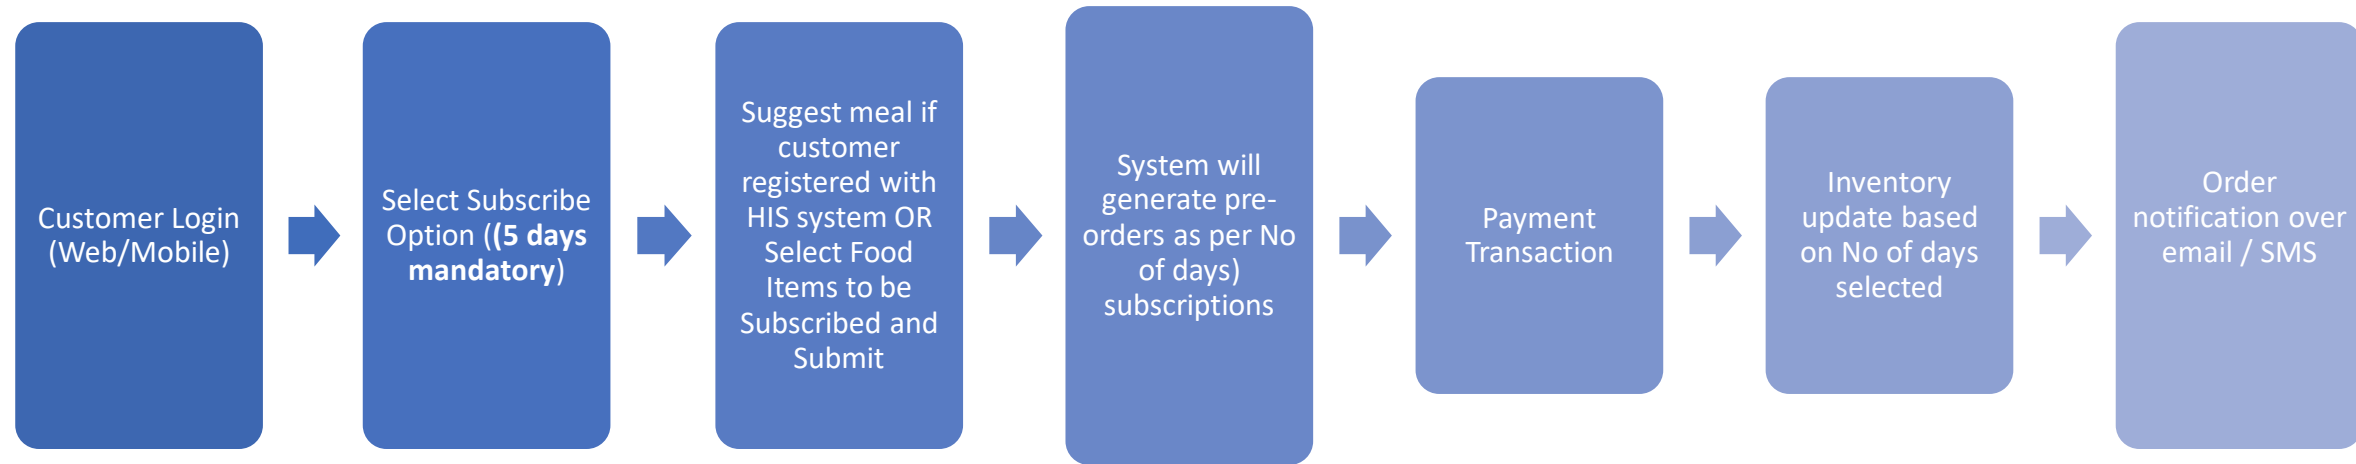 Customer Login
(Web/Mobile)
Select Subscribe
Option ((5 days
mandatory)
Suggest meal if
customer
registered with
HIS system OR
Select Food
Items to be
Subscribed and
Submit
System will
generate pre-
orders as per No
of days)
subscriptions
Payment
Transaction
Inventory
update based
on No of days
selected
Order
notification over
email / SMS